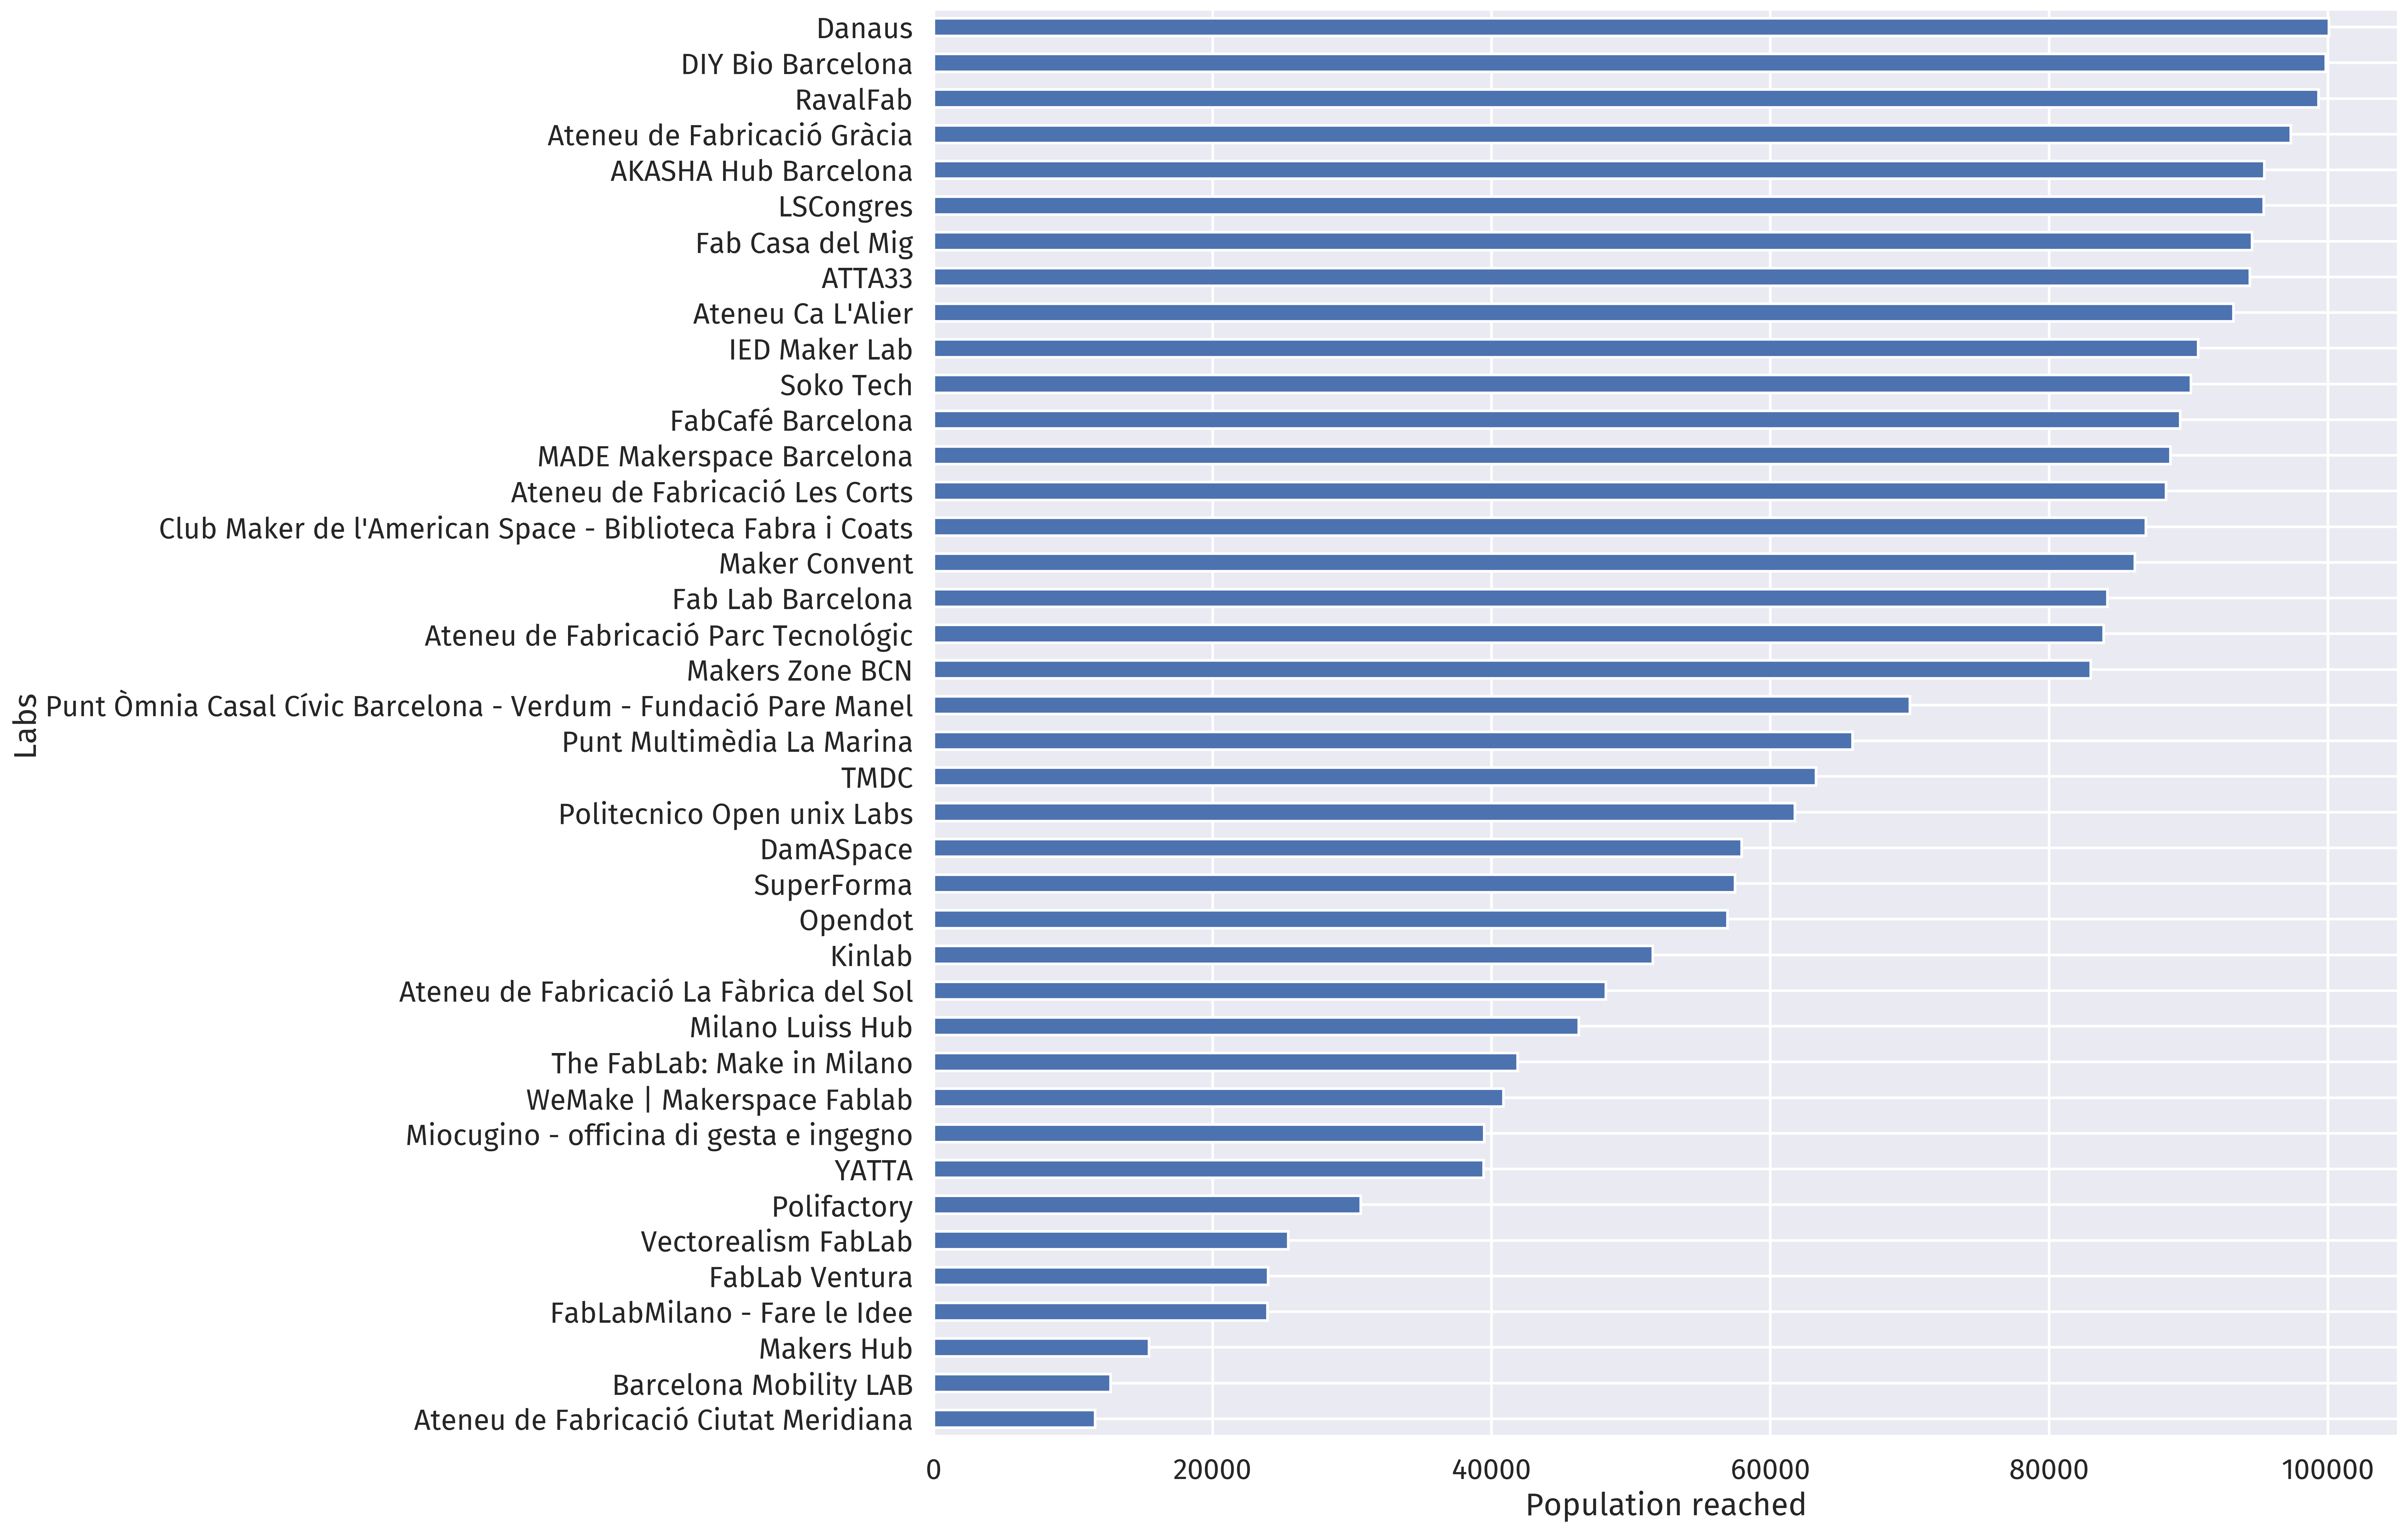 Danaus
DIY Bio Barcelona
RavalFab
Ateneu de Fabricació Gràcia
AKASHA Hub Barcelona
LSCongres
Fab Casa del Mig
ATTA33
Ateneu Ca L'Alier
IED Maker Lab
Soko Tech
FabCafé Barcelona
MADE Makerspace Barcelona
Ateneu de Fabricació Les Corts
Club Maker de l'American Space - Biblioteca Fabra i Coats
Maker Convent
Fab Lab Barcelona
Ateneu de Fabricació Parc Tecnológic
Makers Zone BCN
Punt Òmnia Casal Cívic Barcelona - Verdum - Fundació Pare Manel
Punt Multimèdia La Marina
TMDC
Politecnico Open unix Labs
DamASpace
SuperForma
Opendot
Kinlab
Ateneu de Fabricació La Fàbrica del Sol
Milano Luiss Hub
The FabLab: Make in Milano
WeMake | Makerspace Fablab
Miocugino - officina di gesta e ingegno
YATTA
Polifactory
Vectorealism FabLab
FabLab Ventura
FabLabMilano - Fare le Idee
Makers Hub
Barcelona Mobility LAB
Ateneu de Fabricació Ciutat Meridiana
Labs
0 20000 40000 60000 80000 100000
Population reached